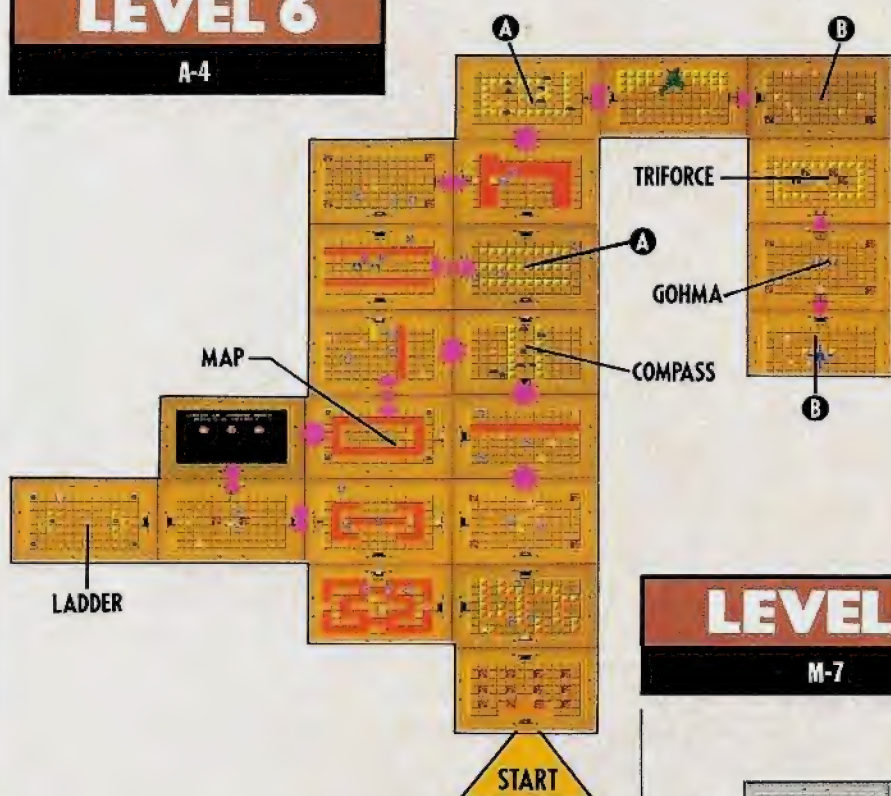 LEVEL 6
A-4
A
B
TRIFORCE
A
GOHMA
MAP
COMPASS
B
LADDER
LEVEL
M-7
START